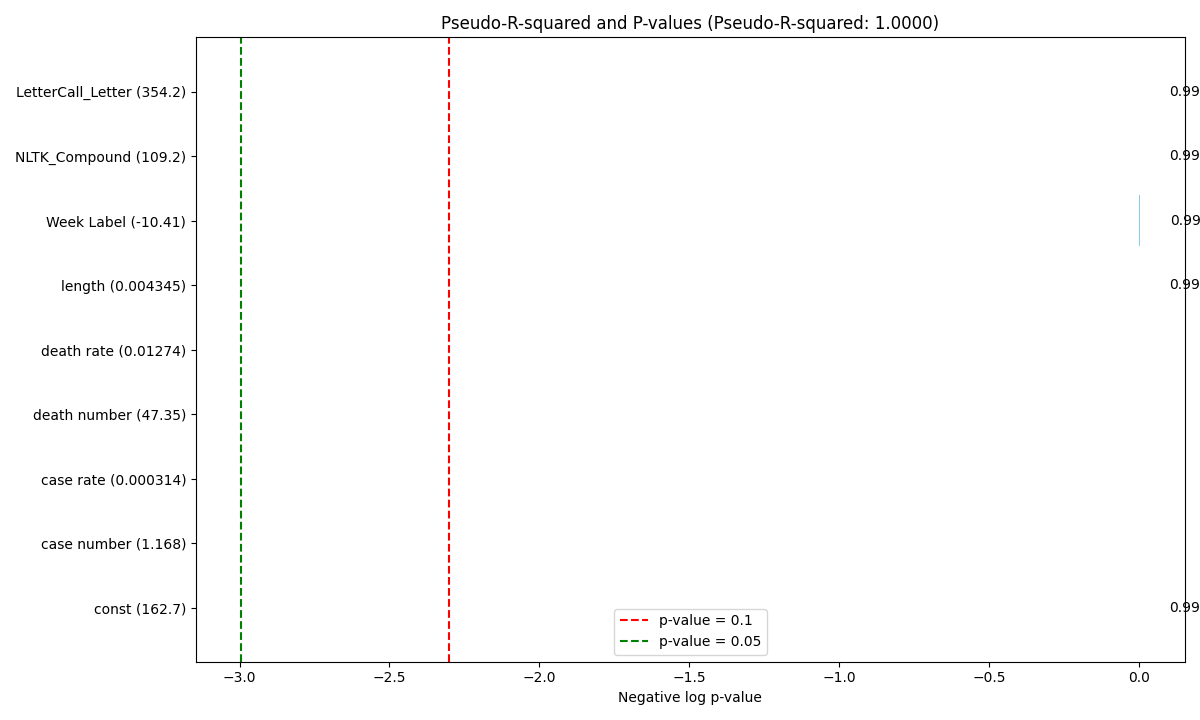 Pseudo-R-squared and P-values (Pseudo-R-squared: 1.0000)
LetterCall_Letter (354.2)
0.99
NLTK_Compound (109.2)
0.99
Week Label (-10.41)
0.99
length (0.004345)
0.99
death rate (0.01274)
death number (47.35)
case rate (0.000314)
case number (1.168)
const (162.7)
0.99
p-value = 0.1
p-value = 0.05
−3.0 −2.5 −2.0 −1.5 −1.0 −0.5 0.0
Negative log p-value